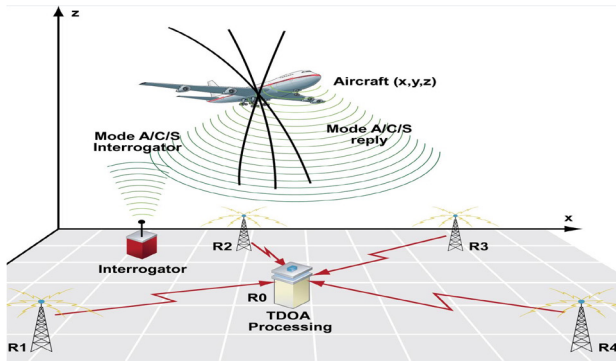 z
Aircraft (x,y,z)
Mode A/C/S
Interrogator
Mode A/C/S
reply
x
R2
R3
Interrogator
R0
TDOA
Processing
R1
R4